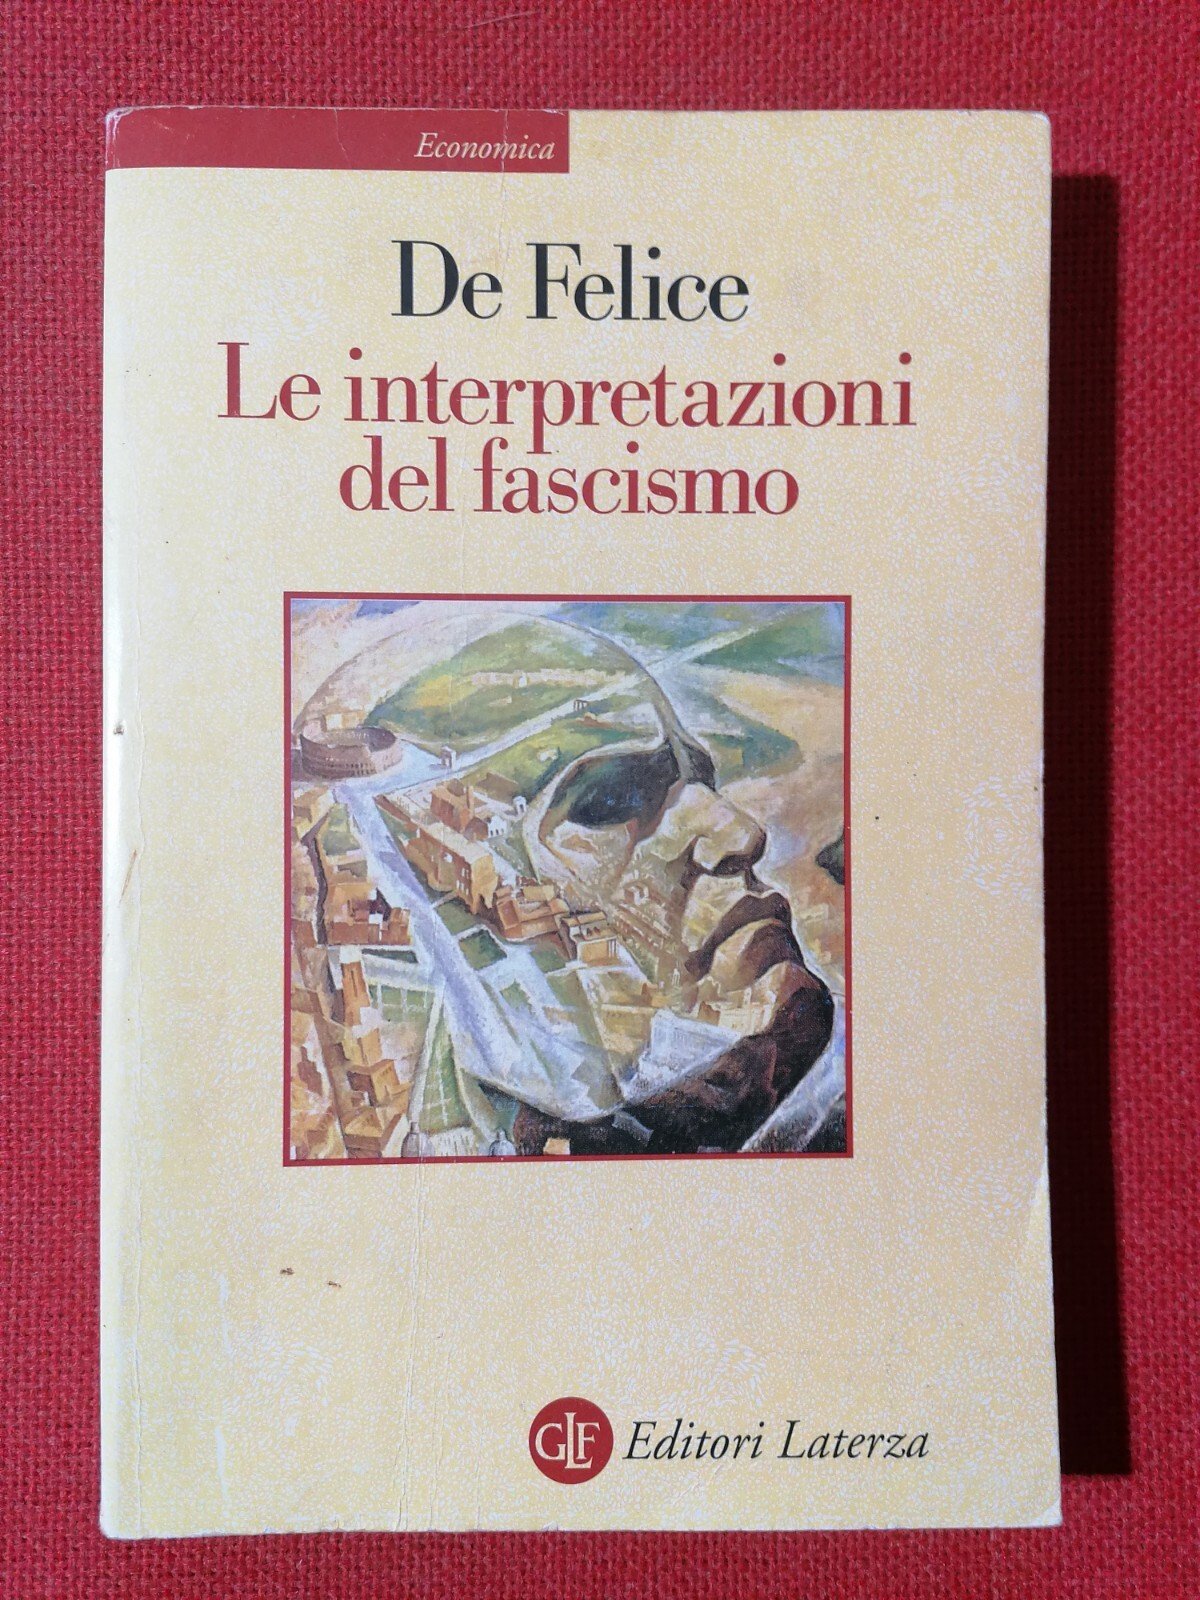 Economica
De Felice
Le interpretazioni
del fascismo
GLF Editori Laterza